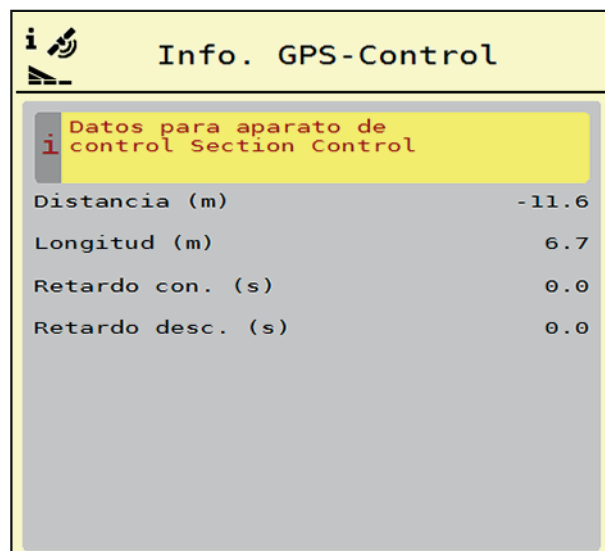 Info. GPS-Control
i Datos para aparato de
control Section Control
Distancia (m) -11.6
Longitud (m) 6.7
Retardo con. (s) 0.0
Retardo desc. (s) 0.0